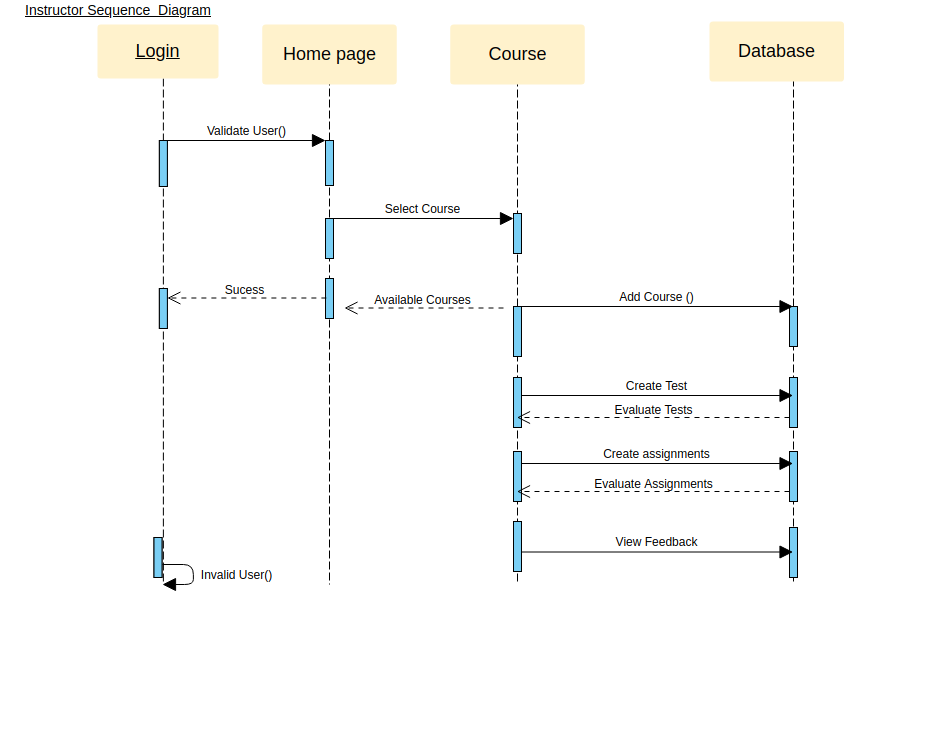 Instructor Sequence  Diagram
Login
Home page
Course
Database
Validate User()
Select Course
Sucess
Available Courses
Add Course ()
Create Test
Evaluate Tests
Create assignments
Evaluate Assignments
View Feedback
Invalid User()